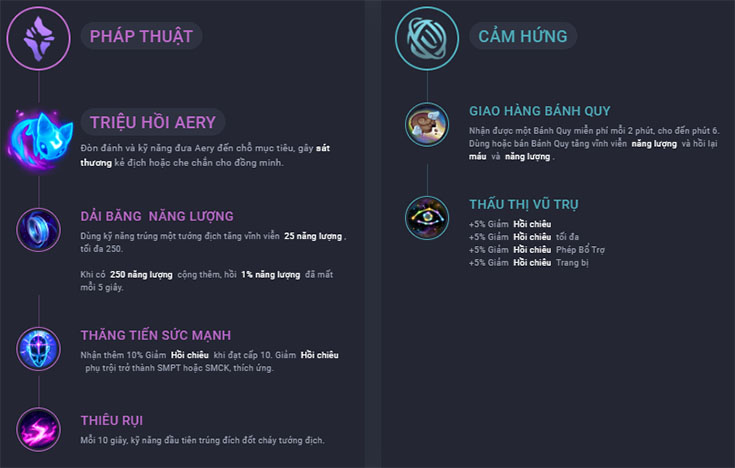 PHÁP THUẬT
TRIỆU HỒI AERY
Đòn đánh và kỹ năng đưa Aery đến chỗ mục tiêu, gây sát
thương kẻ địch hoặc che chắn cho đồng minh.
DẢI BĂNG NĂNG LƯỢNG
Dùng kỹ năng trúng một tướng địch tăng vĩnh viễn 25 năng lượng ,
tối đa 250.
Khi có 250 năng lượng cộng thêm, hồi 1% năng lượng đã mất
mỗi 5 giây.
THĂNG TIẾN SỨC MẠNH
Nhận thêm 10% Giảm Hồi chiêu khi đạt cấp 10. Giảm Hồi chiêu
phụ trội trở thành SMPT hoặc SMCK, thích ứng.
THIÊU RỤI
Mỗi 10 giây, kỹ năng đầu tiên trúng đích đốt cháy tướng địch.
CẢM HỨNG
GIAO HÀNG BÁNH QUY
Nhận được một Bánh Quy miễn phí mỗi 2 phút, cho đến phút 6.
Dùng hoặc bán Bánh Quy tăng vĩnh viễn năng lượng và hồi lại
máu và năng lượng .
THẤU THỊ VŨ TRỤ
+5% Giảm Hồi chiêu
+5% Giảm Hồi chiêu tối đa
+5% Giảm Hồi chiêu Phép Bổ Trợ
+5% Giảm Hồi chiêu Trang bị